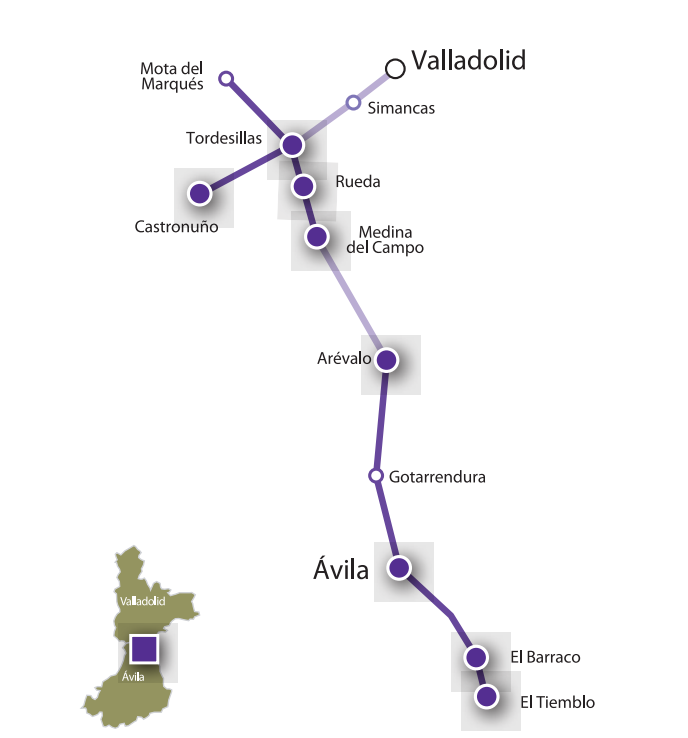 Valladolid
Mota del
Marqués
Simancas
Tordesillas
Rueda
Castronuño
Medina
del Campo
Arévalo
Gotarrendura
Ávila
Valladolid
Ávila
El Barraco
El Tiemblo